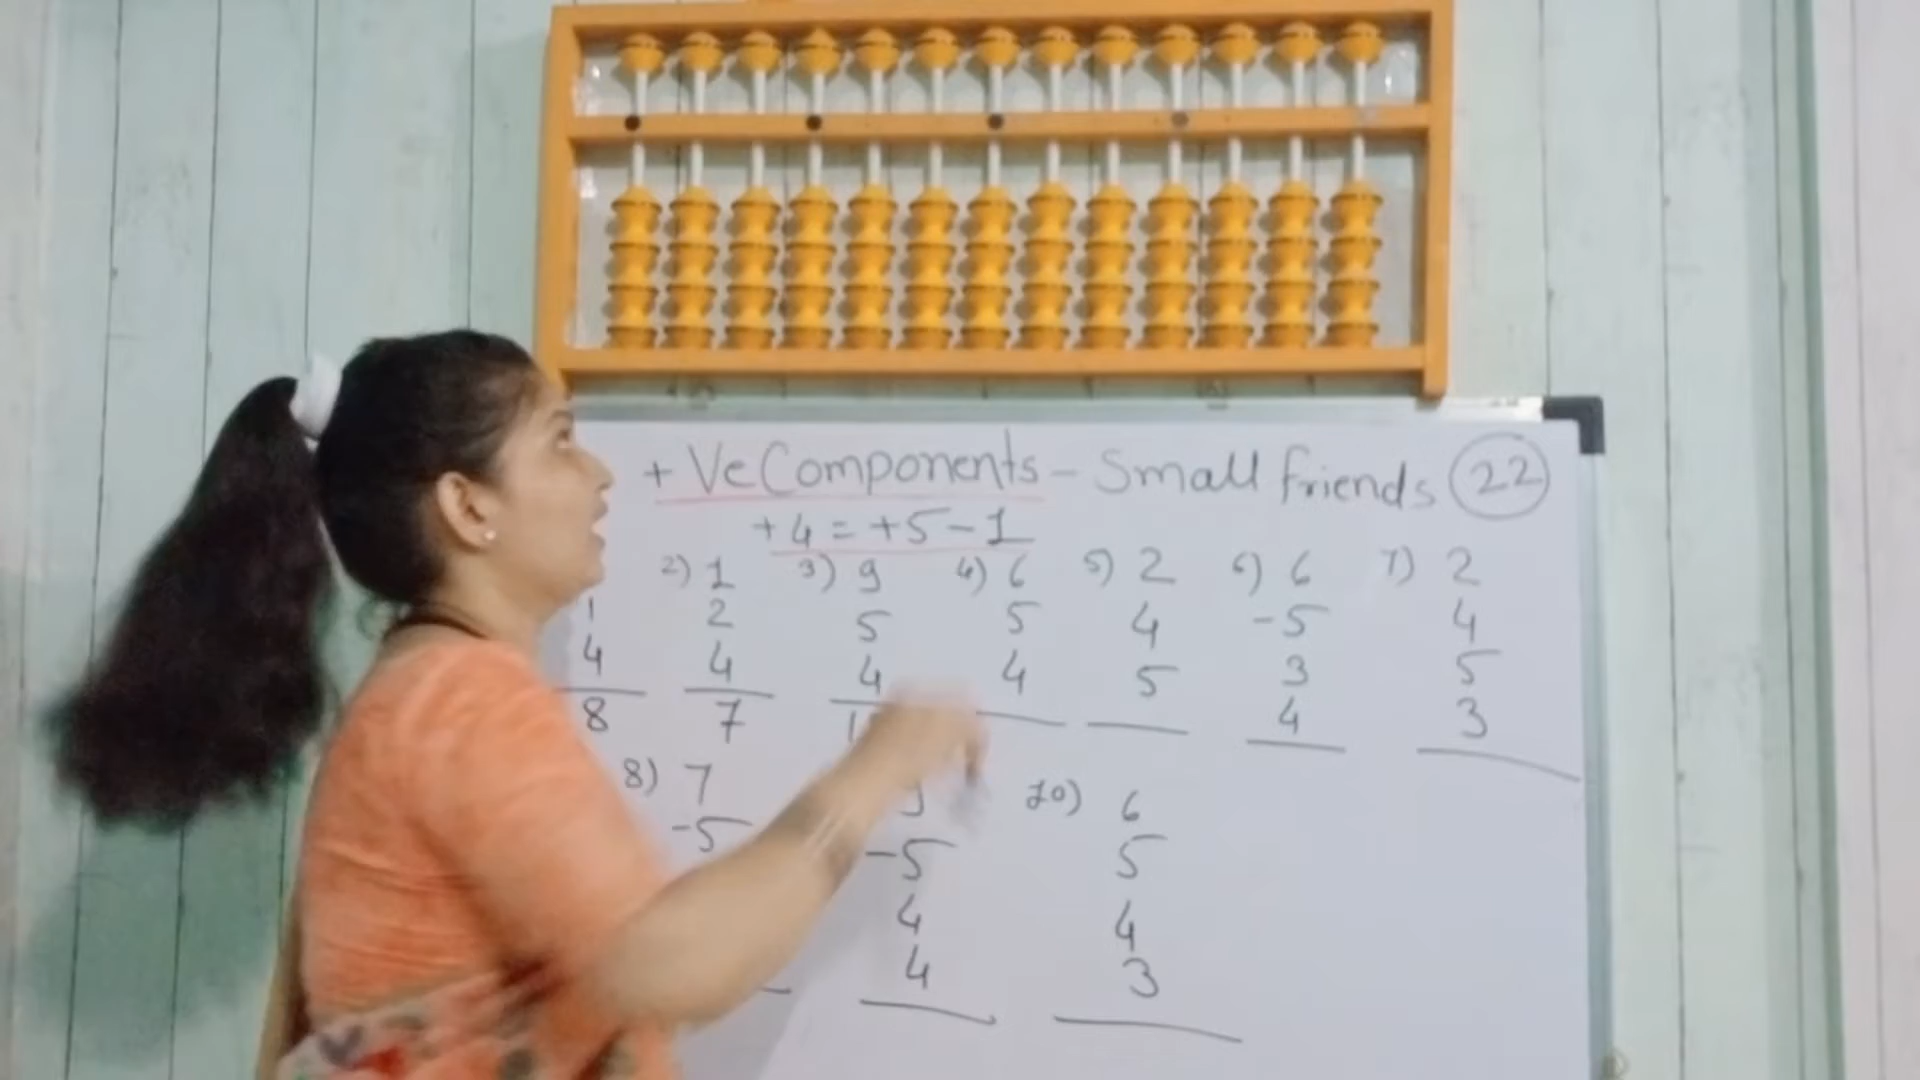 + Ve Components - Small friends 22
+4 = +5-1
2) 1 3) 9 4) 6 5) 2 6) 6 7) 2
1 2 5 5 4 -5 4
4 4 4 4 5 3 5
4 3
8 7 1
8) 7 10) 6
-5 -5 5
4 4
4 3